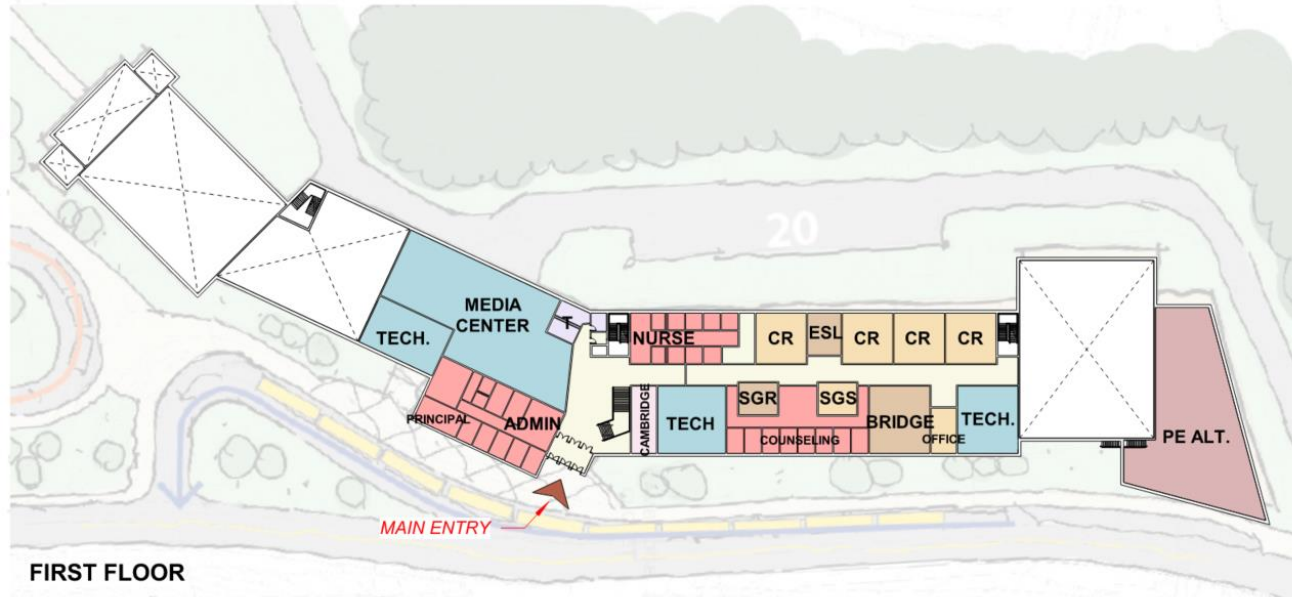 20
MEDIA
CENTER
TECH.
NURSE
CR
ESL
CR
CR
CR
PRINCIPAL
ADMIN
CAMBRIDGE
TECH
SGR
SGS
COUNSELING
BRIDGE
OFFICE
TECH.
PE ALT.
MAIN ENTRY
FIRST FLOOR